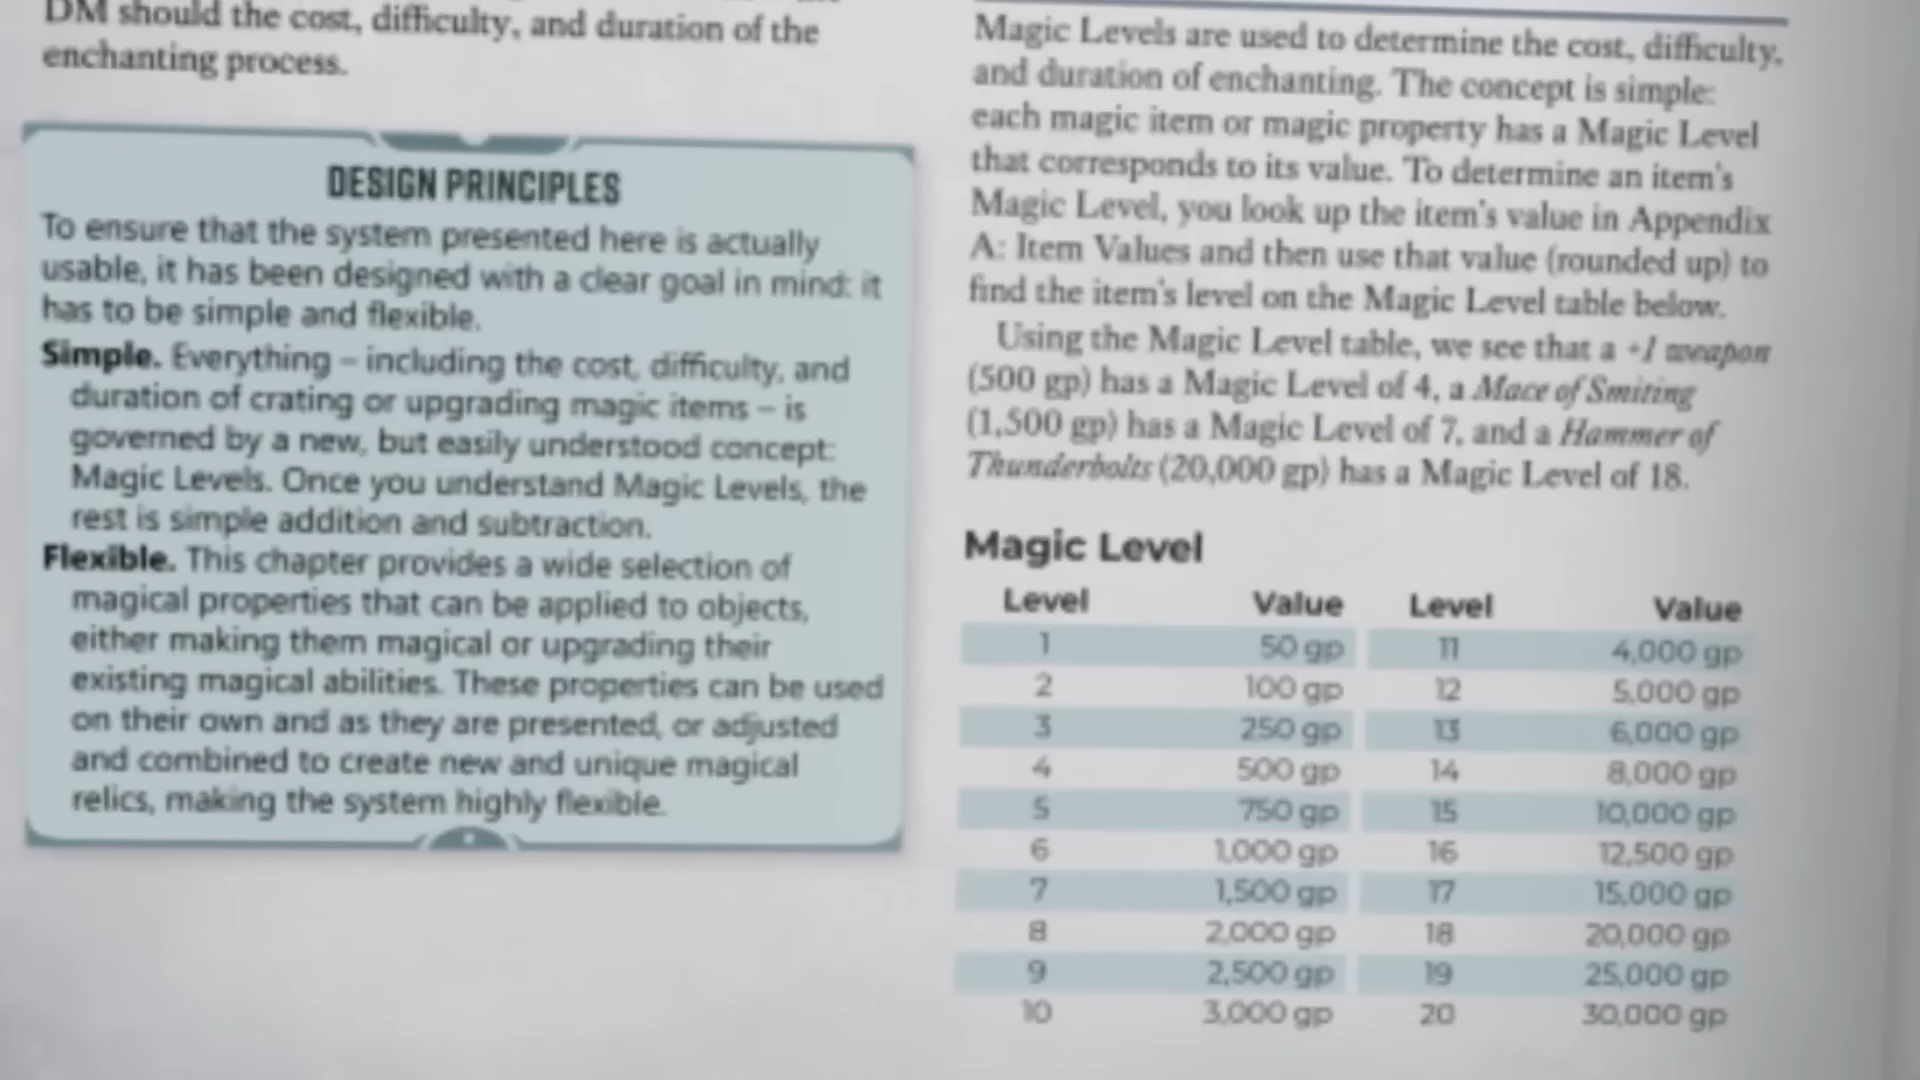 DM should the cost, difficulty, and duration of the
enchanting process.
DESIGN PRINCIPLES
To ensure that the system presented here is actually
usable, it has been designed with a clear goal in mind: it
has to be simple and flexible.
Simple. Everything – including the cost, difficulty, and
duration of crating or upgrading magic items – is
governed by a new, but easily understood concept:
Magic Levels. Once you understand Magic Levels, the
rest is simple addition and subtraction.
Flexible. This chapter provides a wide selection of
magical properties that can be applied to objects,
either making them magical or upgrading their
existing magical abilities. These properties can be used
on their own and as they are presented, or adjusted
and combined to create new and unique magical
relics, making the system highly flexible.
Magic Levels are used to determine the cost, difficulty,
and duration of enchanting. The concept is simple:
each magic item or magic property has a Magic Level
that corresponds to its value. To determine an item's
Magic Level, you look up the item's value in Appendix
A: Item Values and then use that value (rounded up) to
find the item's level on the Magic Level table below.
Using the Magic Level table, we see that a +1 weapon
(500 gp) has a Magic Level of 4, a Mace of Smiting
(1,500 gp) has a Magic Level of 7, and a Hammer of
Thunderbolts (20,000 gp) has a Magic Level of 18.
Magic Level
Level Value Level Value
1 50 gp 11 4,000 gp
2 100 gp 12 5,000 gp
3 250 gp 13 6,000 gp
4 500 gp 14 8,000 gp
5 750 gp 15 10,000 gp
6 1,000 gp 16 12,500 gp
7 1,500 gp 17 15,000 gp
8 2,000 gp 18 20,000 gp
9 2,500 gp 19 25,000 gp
10 3,000 gp 20 30,000 gp